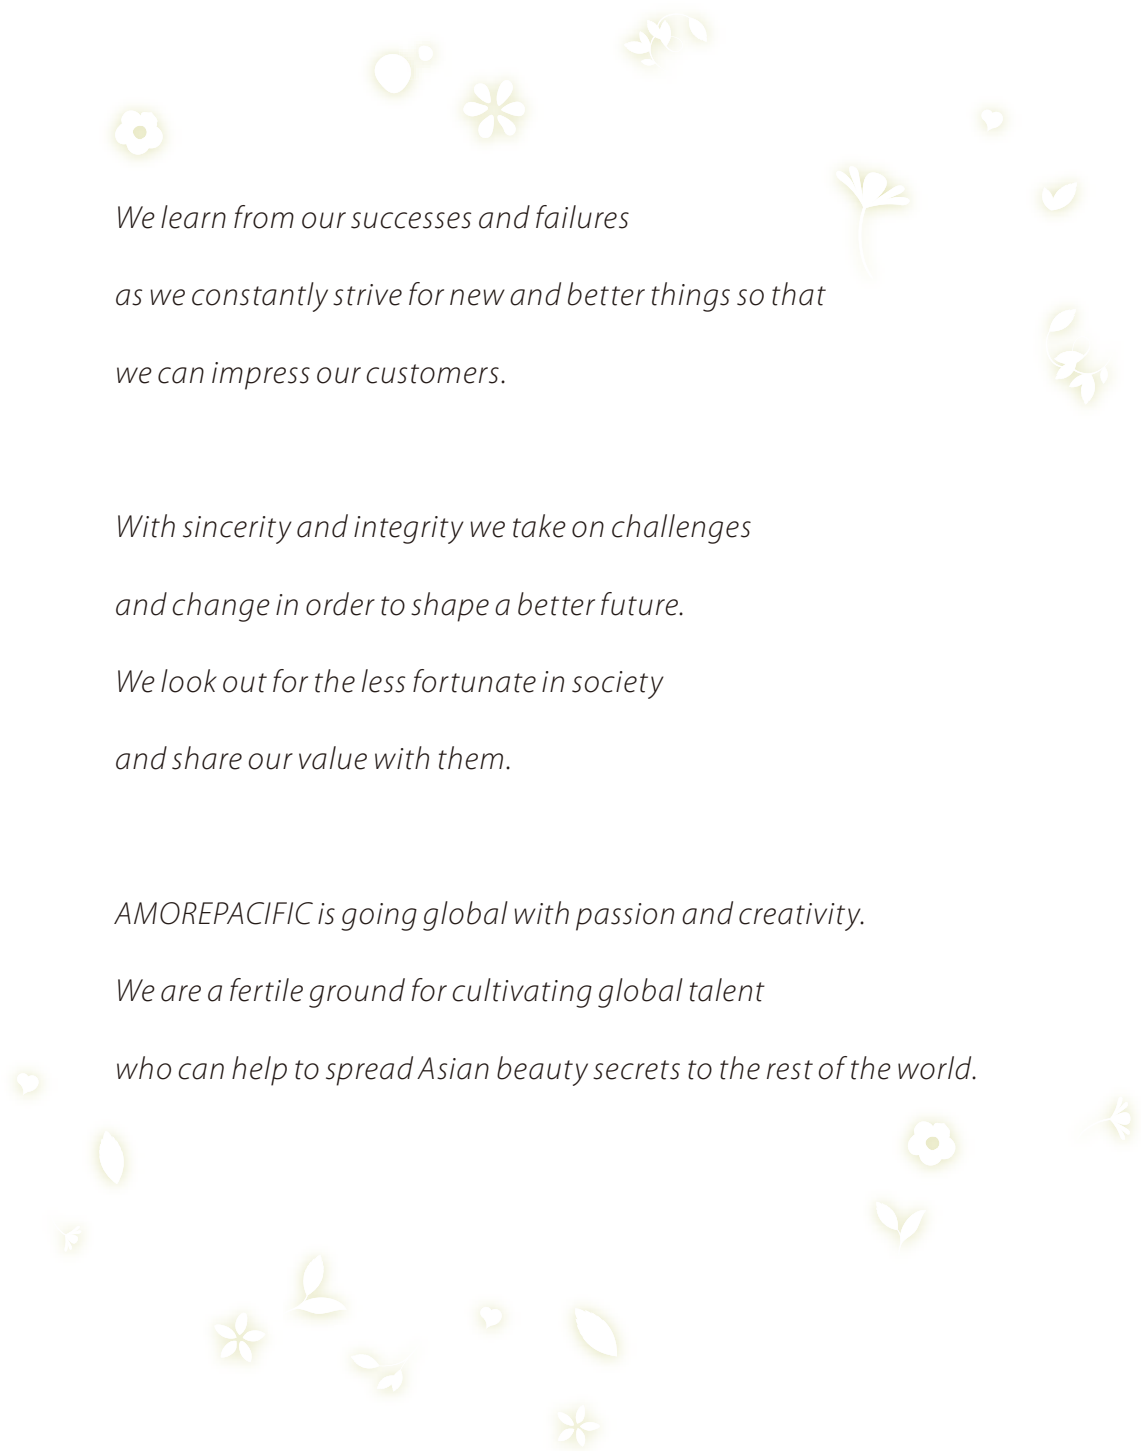 We learn from our successes and failures
as we constantly strive for new and better things so that
we can impress our customers.
With sincerity and integrity we take on challenges
and change in order to shape a better future.
We look out for the less fortunate in society
and share our value with them.
AMOREPACIFIC is going global with passion and creativity.
We are a fertile ground for cultivating global talent
who can help to spread Asian beauty secrets to the rest of the world.